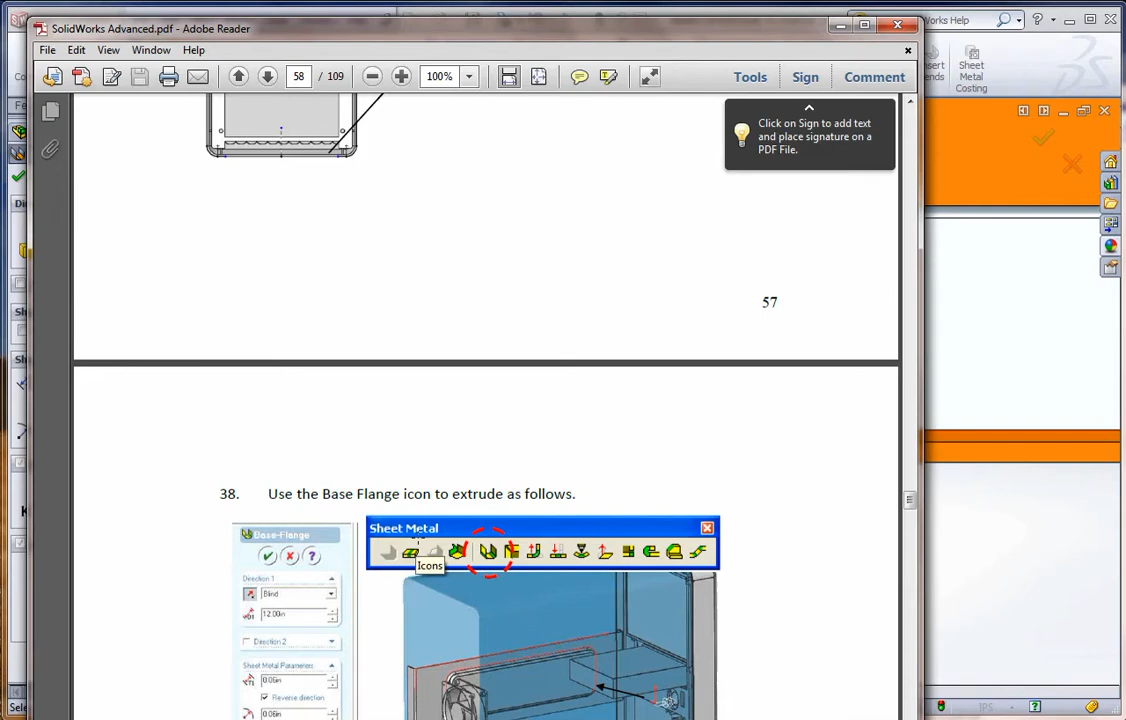 SolidWorks Advanced.pdf - Adobe Reader
Works Help
File Edit View Window Help
58 / 109
100%
Tools Sign Comment
Sheet
Metal
Costing
Click on Sign to add text
and place signature on a
PDF File.
57
38. Use the Base Flange icon to extrude as follows.
Sheet Metal
Icons
Base-Flange
Direction 1
Blind
12.00in
Direction 2
Sheet Metal Parameters
0.06in
Reverse direction
0.06in
IPS